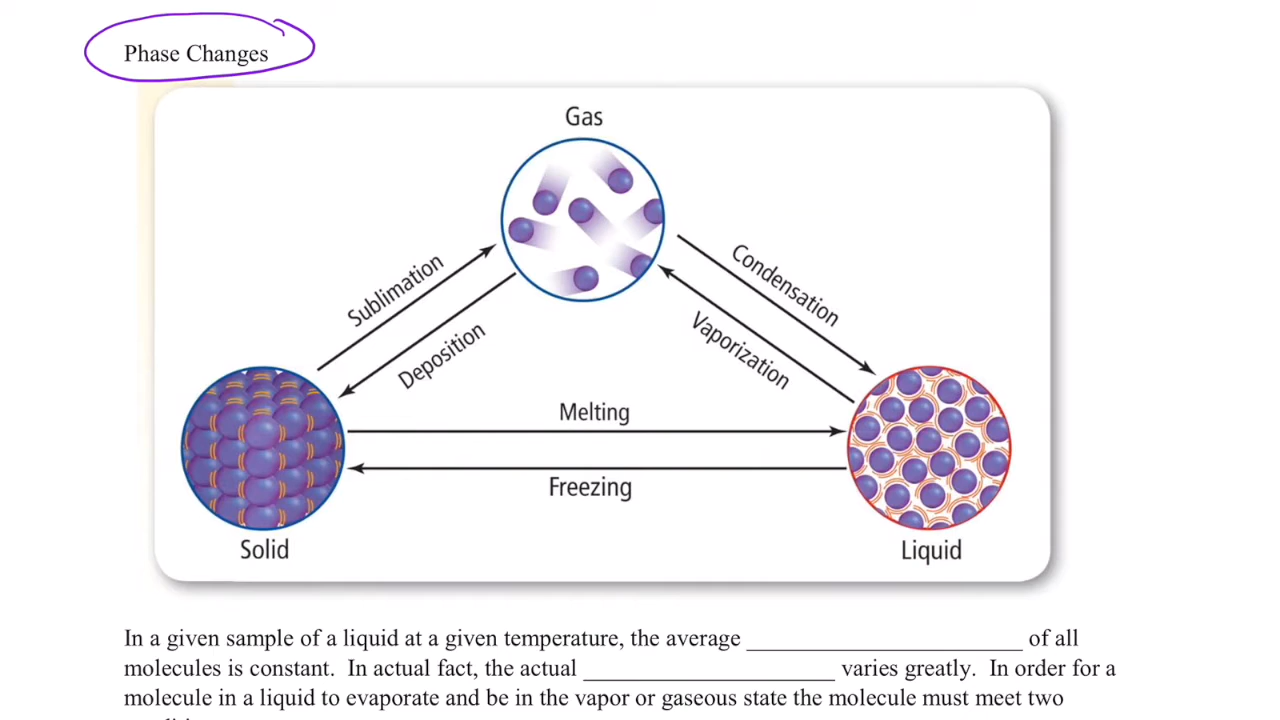 Phase Changes
Gas
Sublimation
Condensation
Deposition
Vaporization
Melting
Freezing
Solid
Liquid
In a given sample of a liquid at a given temperature, the average ______________________ of all
molecules is constant.  In actual fact, the actual ____________________ varies greatly.  In order for a
molecule in a liquid to evaporate and be in the vapor or gaseous state the molecule must meet two